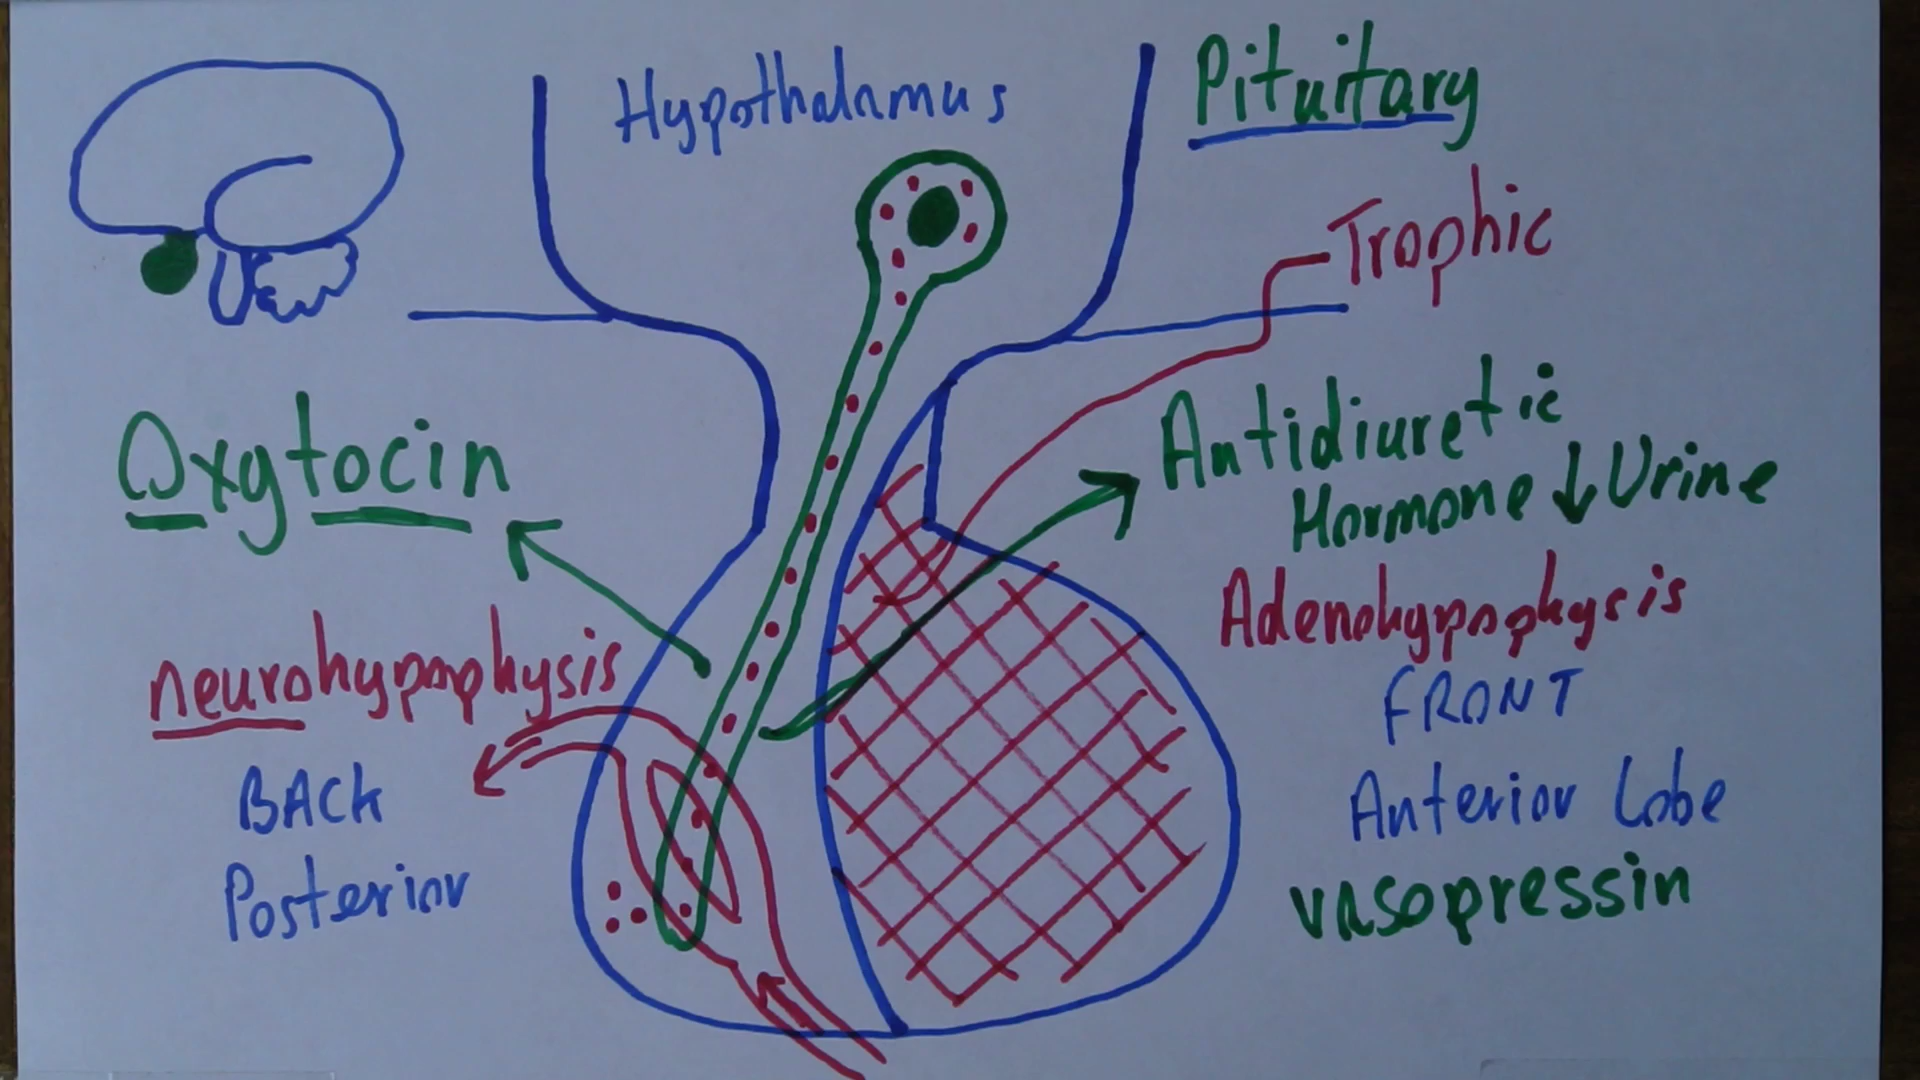 Hypothalamus
Pituitary
Trophic
Oxytocin
Antidiuretic
Hormone ↓ Urine
neurohypophysis
BACK
Posterior
Adenohypophysis
FRONT
Anterior Lobe
vasopressin